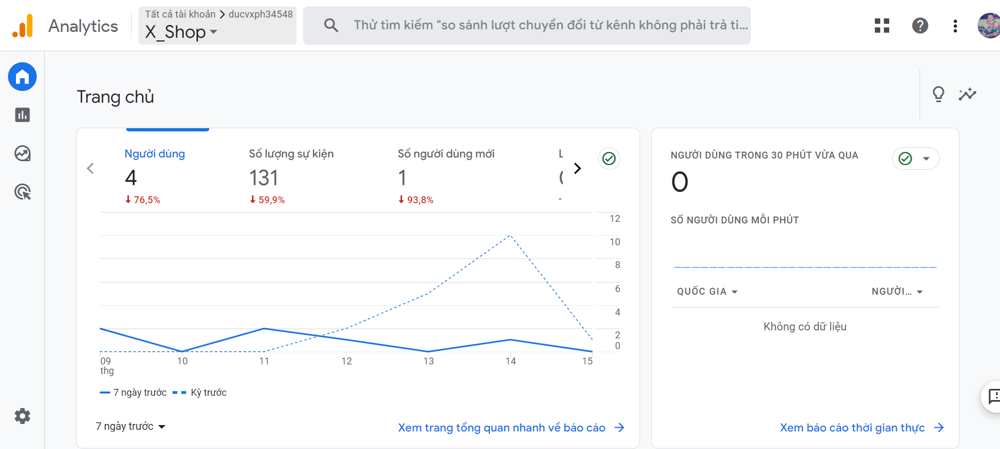 Analytics
Tất cả tài khoản > ducvxph34548
X_Shop
Thử tìm kiếm "so sánh lượt chuyển đổi từ kênh không phải trả ti...
Trang chủ
Người dùng
4
76,5%
Số lượng sự kiện
131
59,9%
Số người dùng mới
1
93,8%
L
-
12
10
8
6
4
2
0
09
thg
10
11
12
13
14
15
7 ngày trước
Kỳ trước
7 ngày trước
Xem trang tổng quan nhanh về báo cáo
NGƯỜI DÙNG TRONG 30 PHÚT VỪA QUA
0
SỐ NGƯỜI DÙNG MỖI PHÚT
QUỐC GIA
NGƯỜI...
Không có dữ liệu
Xem báo cáo thời gian thực